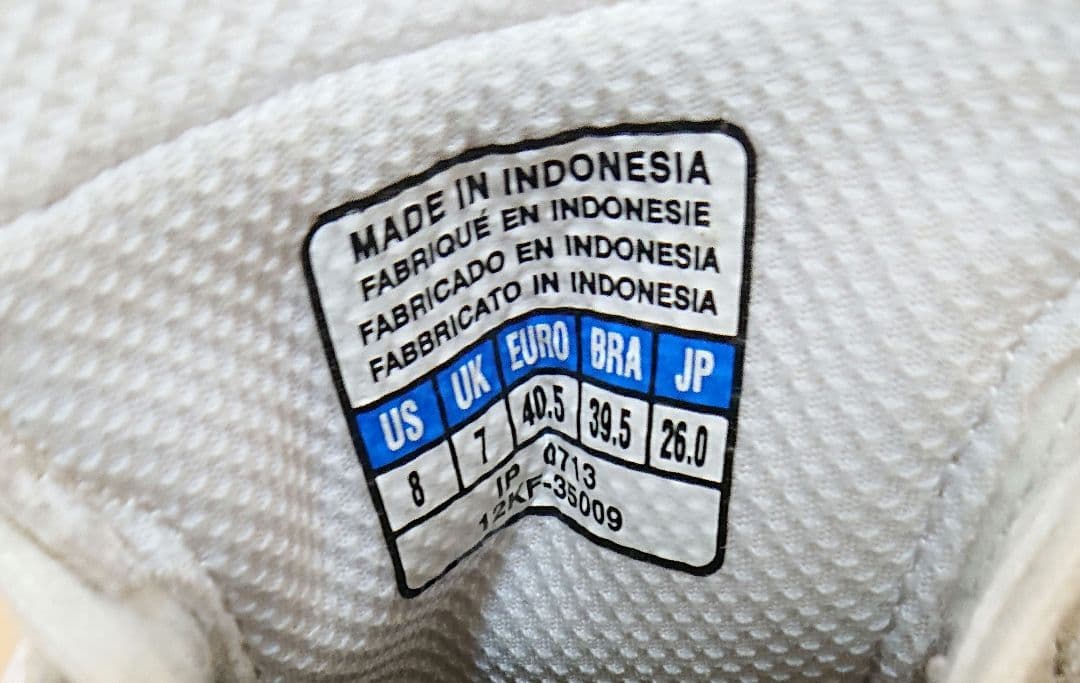 MADE IN INDONESIA
FABRIQUÉ EN INDONESIE
FABRICADO EN INDONESIA
FABBRICATO IN INDONESIA
US UK EURO BRA JP
8 7 40.5 39.5 26.0
IP 0713
12KF-35009